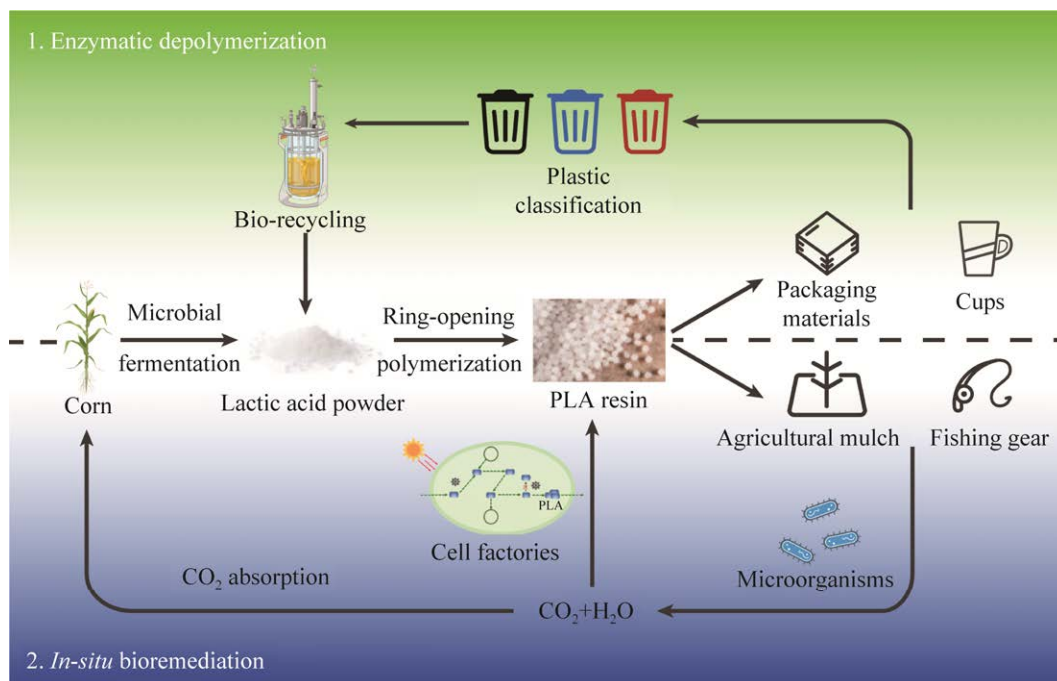 1. Enzymatic depolymerization
Plastic
classification
Bio-recycling
Packaging
materials
Cups
Microbial
fermentation
Ring-opening
polymerization
Corn
Lactic acid powder
PLA resin
Agricultural mulch
Fishing gear
PLA
Cell factories
Microorganisms
CO₂ absorption
CO₂+H₂O
2. In-situ bioremediation